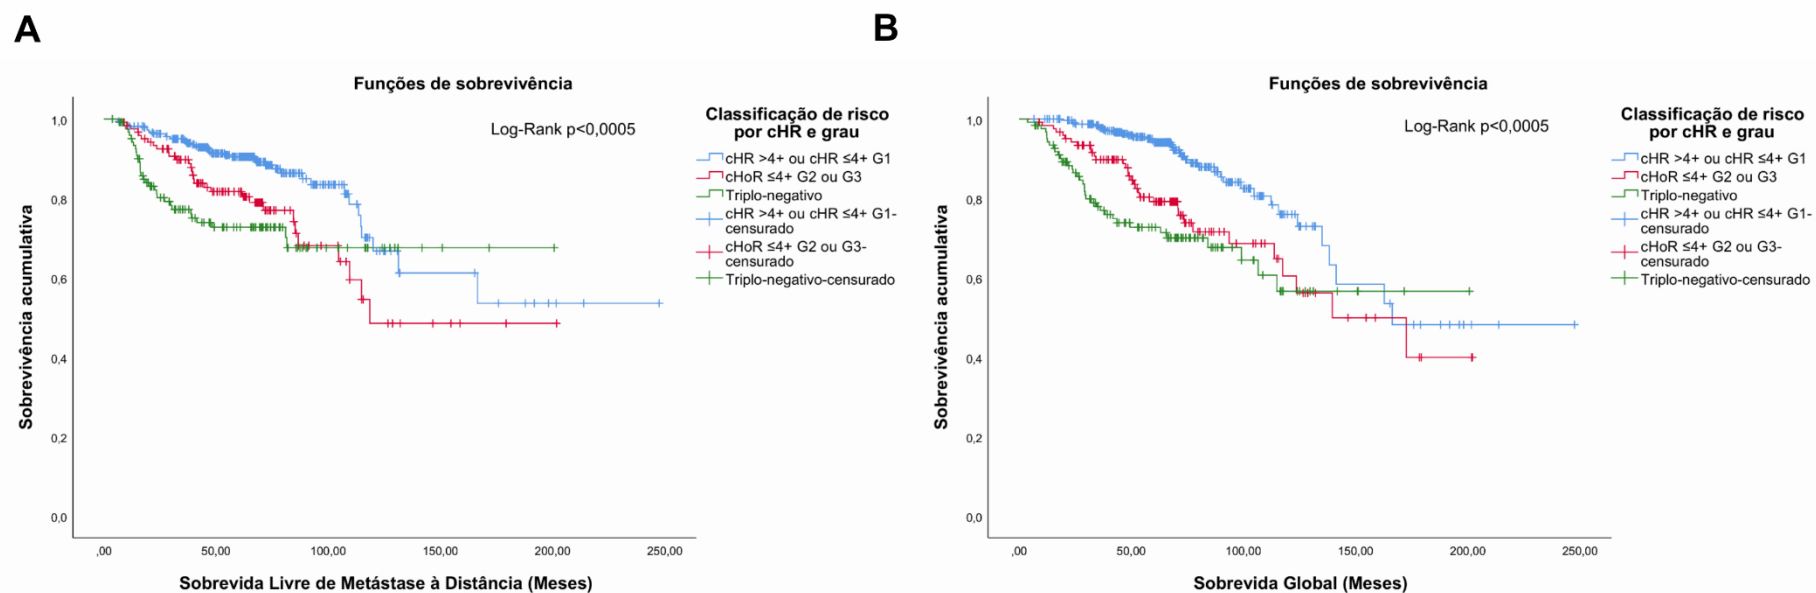 A
Funções de sobrevivência
Log-Rank p<0,0005
Sobrevivência acumulativa
1,0
0,8
0,6
0,4
0,2
0,0
,00
50,00
100,00
150,00
200,00
250,00
Sobrevida Livre de Metástase à Distância (Meses)
Classificação de risco
por cHR e grau
cHR >4+ ou cHR ≤4+ G1
cHoR ≤4+ G2 ou G3
Triplo-negativo
cHR >4+ ou cHR ≤4+ G1-
censurado
cHoR ≤4+ G2 ou G3-
censurado
Triplo-negativo-censurado
B
Funções de sobrevivência
Log-Rank p<0,0005
Sobrevivência acumulativa
1,0
0,8
0,6
0,4
0,2
0,0
,00
50,00
100,00
150,00
200,00
250,00
Sobrevida Global (Meses)
Classificação de risco
por cHR e grau
cHR >4+ ou cHR ≤4+ G1
cHoR ≤4+ G2 ou G3
Triplo-negativo
cHR >4+ ou cHR ≤4+ G1-
censurado
cHoR ≤4+ G2 ou G3-
censurado
Triplo-negativo-censurado